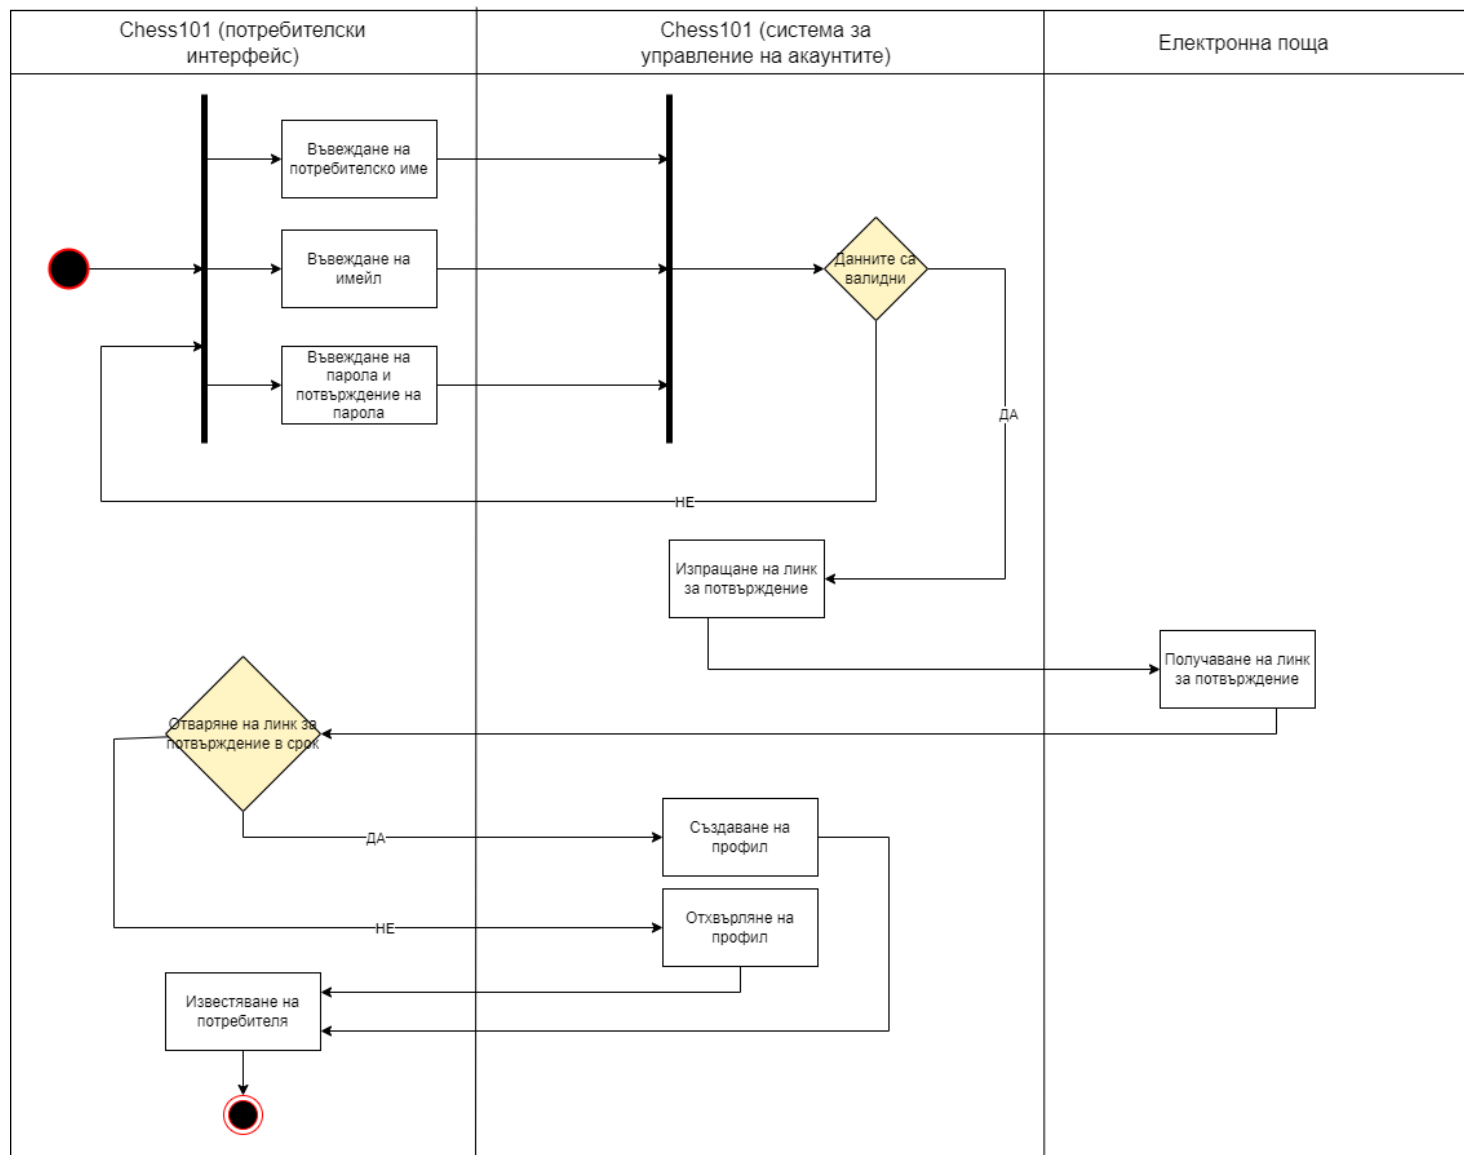 Chess101 (потребителски
интерфейс)
Chess101 (система за
управление на акаунтите)
Електронна поща
Въвеждане на
потребителско име
Въвеждане на
имейл
Данните са
валидни
Въвеждане на
парола и
потвърждение на
парола
ДА
НЕ
Изпращане на линк
за потвърждение
Получаване на линк
за потвърждение
Отваряне на линк за
потвърждение в срок
ДА
Създаване на
профил
НЕ
Отхвърляне на
профил
Известяване на
потребителя